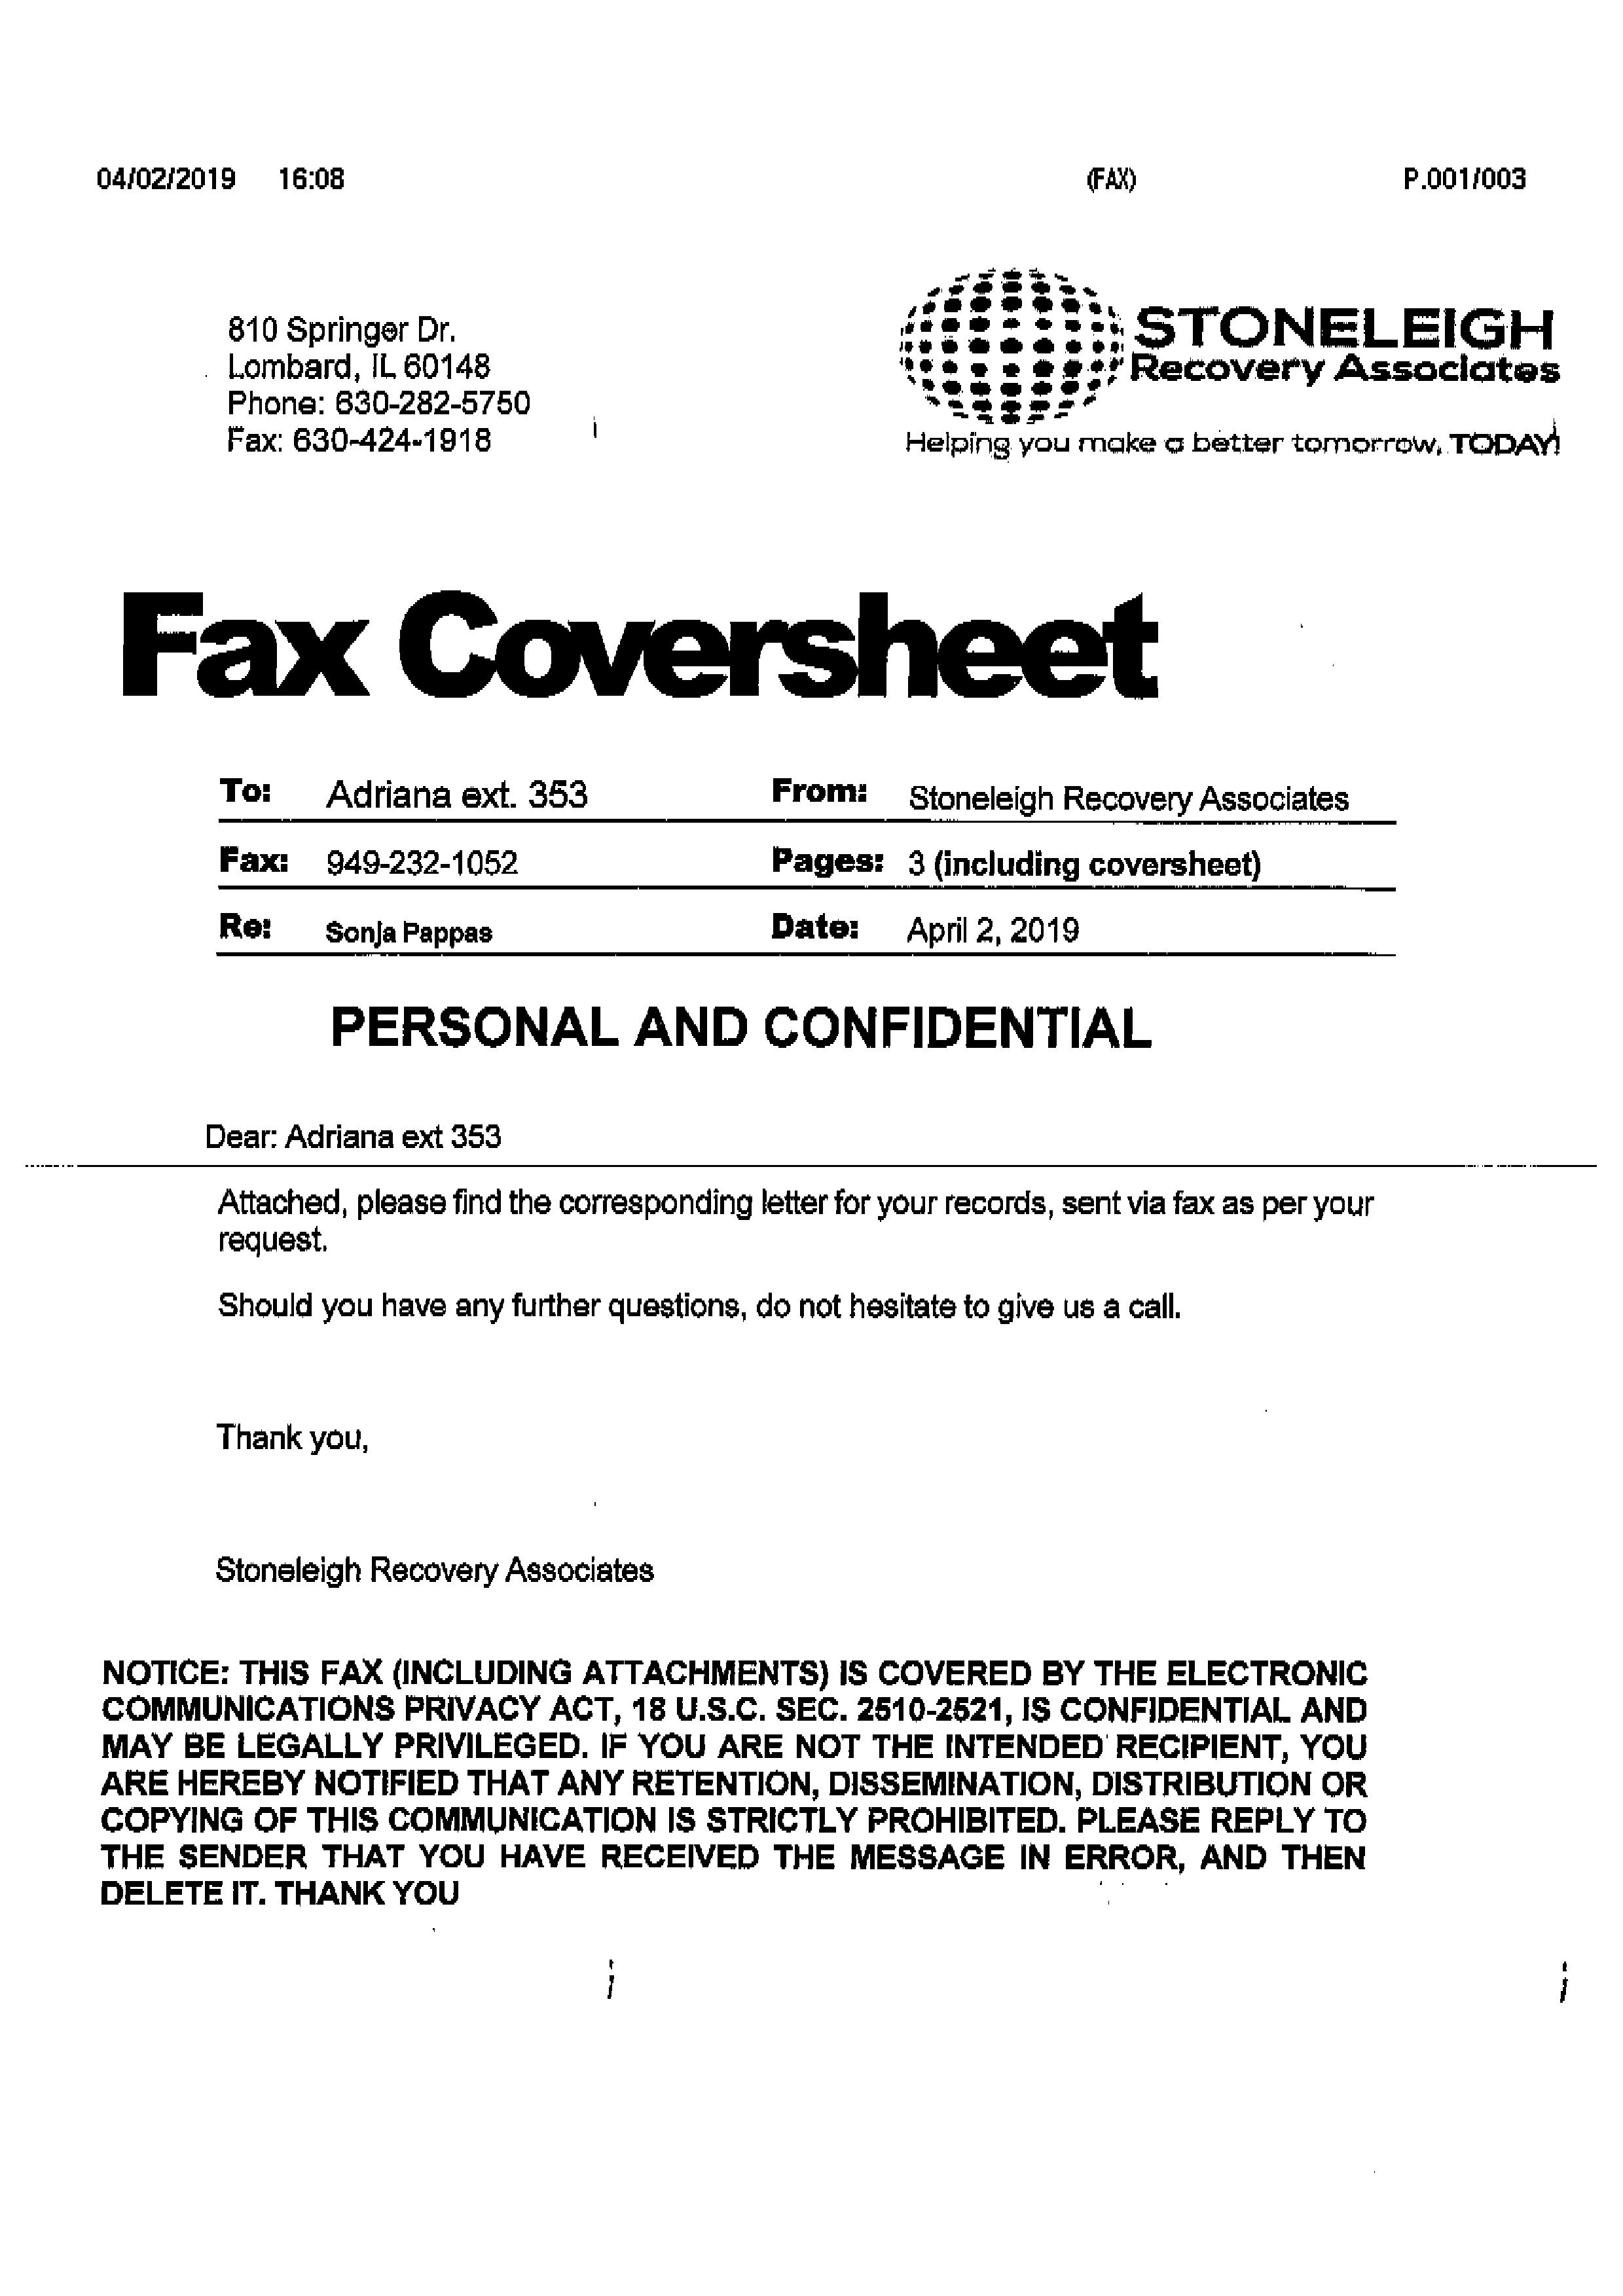 04/02/2019 16:08 (FAX) P.001/003
810 Springer Dr.
Lombard, IL 60148
Phone: 630-282-5750
Fax: 630-424-1918
STONELEIGH
Recovery Associates
Helping you make a better tomorrow, TODAY!
Fax Coversheet
To: Adriana ext. 353 From: Stoneleigh Recovery Associates
Fax: 949-232-1052 Pages: 3 (including coversheet)
Re: Sonja Pappas Date: April 2, 2019
PERSONAL AND CONFIDENTIAL
Dear: Adriana ext 353
Attached, please find the corresponding letter for your records, sent via fax as per your
request.
Should you have any further questions, do not hesitate to give us a call.
Thank you,
Stoneleigh Recovery Associates
NOTICE: THIS FAX (INCLUDING ATTACHMENTS) IS COVERED BY THE ELECTRONIC
COMMUNICATIONS PRIVACY ACT, 18 U.S.C. SEC. 2510-2521, IS CONFIDENTIAL AND
MAY BE LEGALLY PRIVILEGED. IF YOU ARE NOT THE INTENDED RECIPIENT, YOU
ARE HEREBY NOTIFIED THAT ANY RETENTION, DISSEMINATION, DISTRIBUTION OR
COPYING OF THIS COMMUNICATION IS STRICTLY PROHIBITED. PLEASE REPLY TO
THE SENDER THAT YOU HAVE RECEIVED THE MESSAGE IN ERROR, AND THEN
DELETE IT. THANK YOU